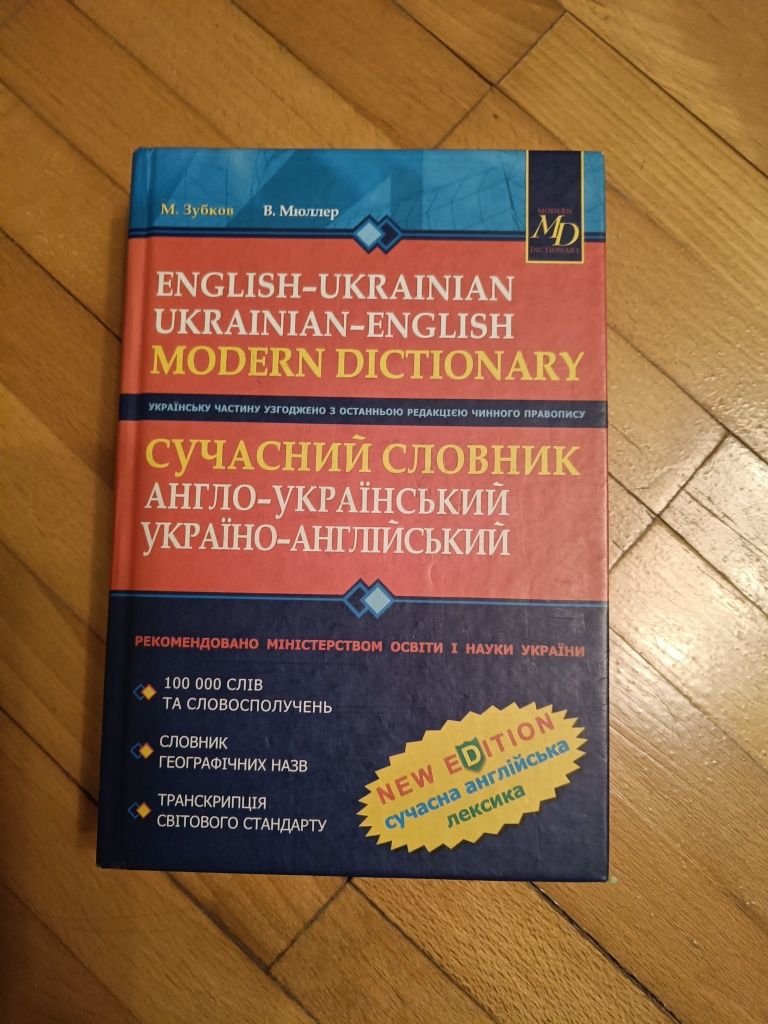 М. Зубков В. Мюллер
MODERN
MD
DICTIONARY
ENGLISH–UKRAINIAN
UKRAINIAN–ENGLISH
MODERN DICTIONARY
УКРАЇНСЬКУ ЧАСТИНУ УЗГОДЖЕНО З ОСТАННЬОЮ РЕДАКЦІЄЮ ЧИННОГО ПРАВОПИСУ
СУЧАСНИЙ СЛОВНИК
АНГЛО–УКРАЇНСЬКИЙ
УКРАЇНО–АНГЛІЙСЬКИЙ
РЕКОМЕНДОВАНО МІНІСТЕРСТВОМ ОСВІТИ І НАУКИ УКРАЇНИ
100 000 СЛІВ
ТА СЛОВОСПОЛУЧЕНЬ
СЛОВНИК
ГЕОГРАФІЧНИХ НАЗВ
ТРАНСКРИПЦІЯ
СВІТОВОГО СТАНДАРТУ
NEW EDITION
сучасна англійська
лексика